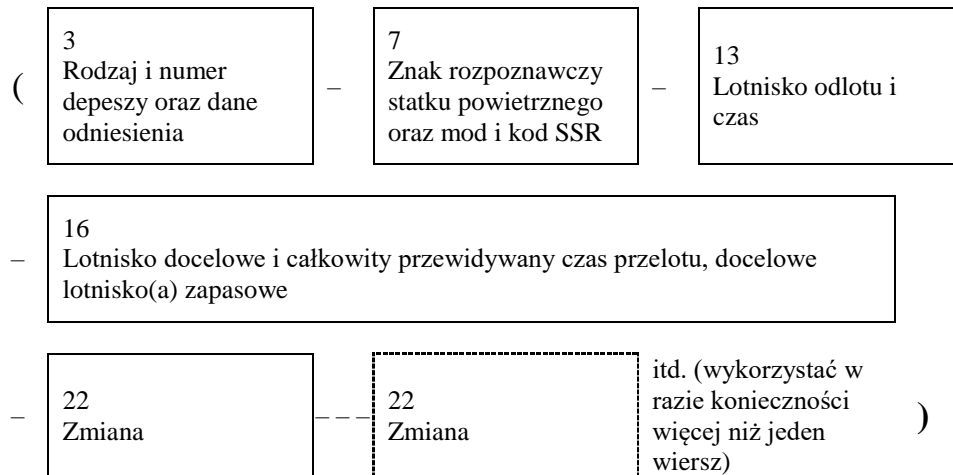 (
3
Rodzaj i numer
depeszy oraz dane
odniesienia
–
7
Znak rozpoznawczy
statku powietrznego
oraz mod i kod SSR
–
13
Lotnisko odlotu i
czas
–
16
Lotnisko docelowe i całkowity przewidywany czas przelotu, docelowe
lotnisko(a) zapasowe
–
22
Zmiana
– – –
22
Zmiana
itd. (wykorzystać w
razie konieczności
więcej niż jeden
wiersz)
)